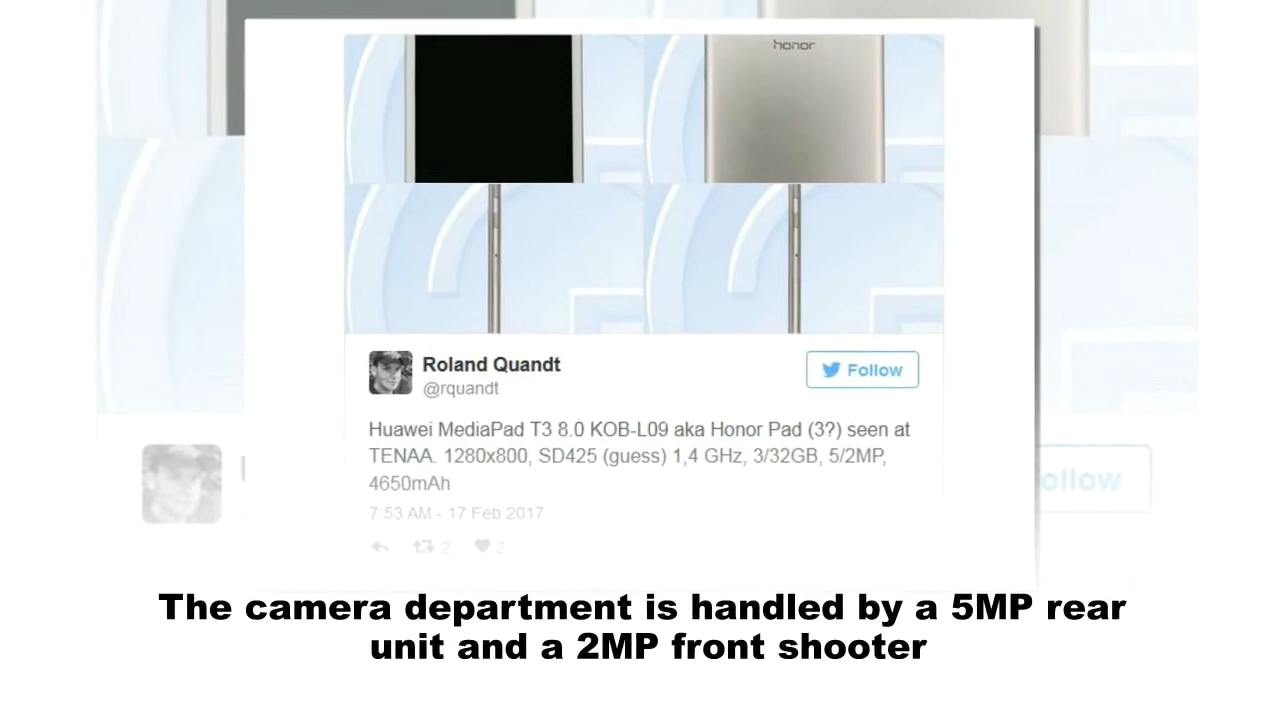 honor
Roland Quandt
@rquandt
Follow
Huawei MediaPad T3 8.0 KOB-L09 aka Honor Pad (3?) seen at
TENAA. 1280x800, SD425 (guess) 1,4 GHz, 3/32GB, 5/2MP,
4650mAh
7:53 AM - 17 Feb 2017
2 2
ollow
The camera department is handled by a 5MP rear
unit and a 2MP front shooter